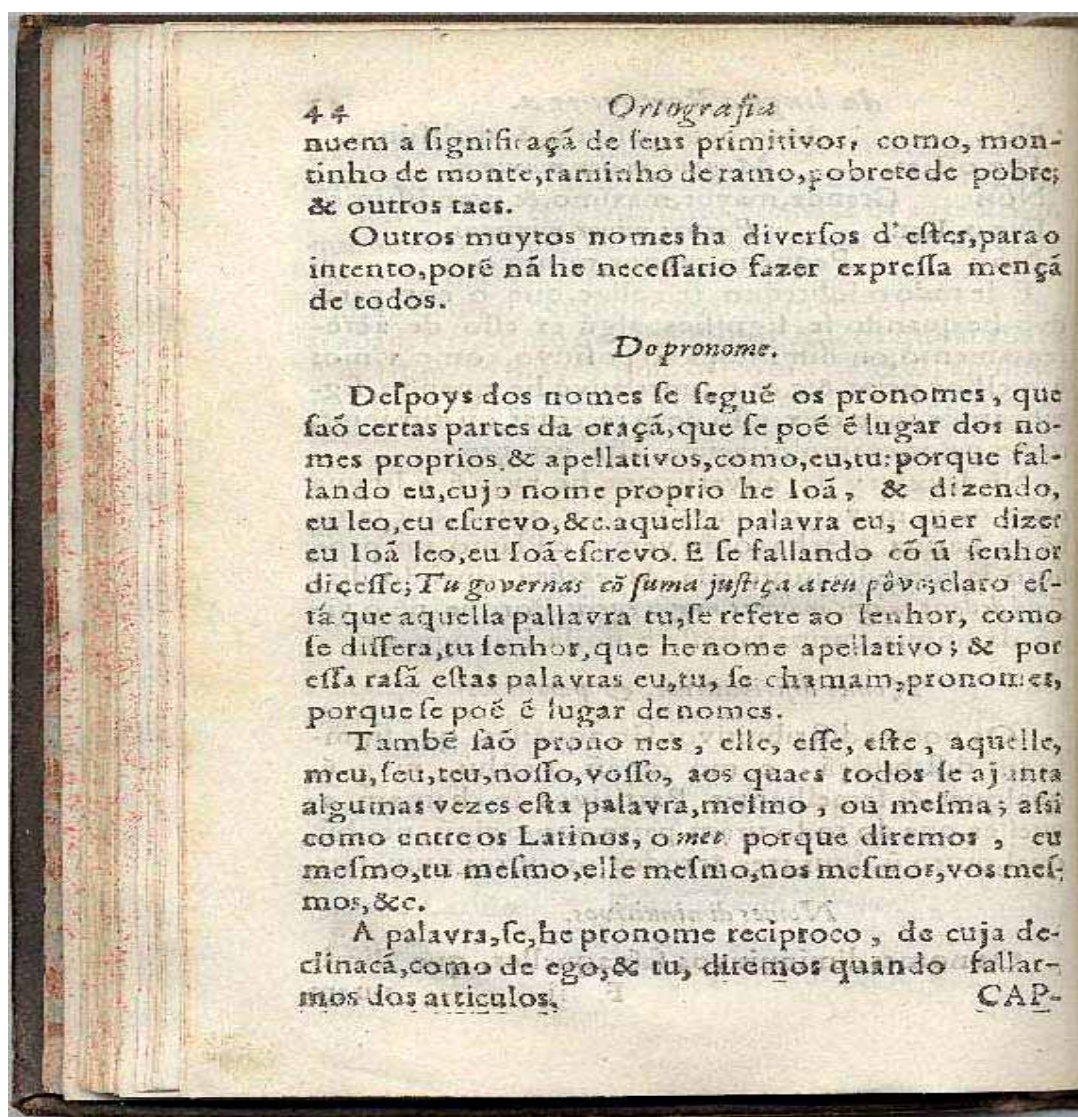 44 Ortografia
nuem a ſignificaçá de ſeus primitivos, como, mon-
tinho de monte,raminho de ramo,pobrete de pobre;
& outros taes.
Outros muytos nomes ha diverſos d'eſtes,para o
intento,porẽ nã he neceſſario fazer expreſſa mençã
de todos.
Do pronome.
Deſpoys dos nomes ſe ſeguẽ os pronomes, que
ſaõ certas partes da oraçã,que ſe poẽ ẽ lugar dos no-
mes proprios,& apellativos,como,eu,tu:porque fal-
lando eu,cujo nome proprio he Ioã, & dizendo,
eu leo,eu eſcrevo,&c.aquella palavra eu, quer dizer
eu Ioã leo,eu Ioã eſcrevo. E ſe fallando cõ ũ ſenhor
diçeſſe; Tu governas cõ ſuma juſtiça a teu pôvo;claro eſ-
tá que aquella pallavra tu,ſe refere ao ſenhor, como
ſe diſſera,tu ſenhor,que he nome apellativo; & por
eſſa raſã eſtas palavras eu,tu, ſe chamam,pronomes,
porque ſe poẽ ẽ lugar de nomes.
Tambẽ ſaõ pronomes, elle, eſſe, eſte, aquelle,
meu,ſeu,teu,noſſo,voſſo, aos quaes todos ſe ajunta
algumas vezes eſta palavra,meſmo, ou meſma; aſsi
como entre os Latinos, o met. porque diremos, eu
meſmo,tu meſmo,elle meſmo,nos meſmos,vos meſ-
mos,&c.
A palavra,ſe,he pronome reciproco, de cuja de-
clinacã,como de ego,& tu, diremos quando fallar-
mos dos articulos.
CAP-